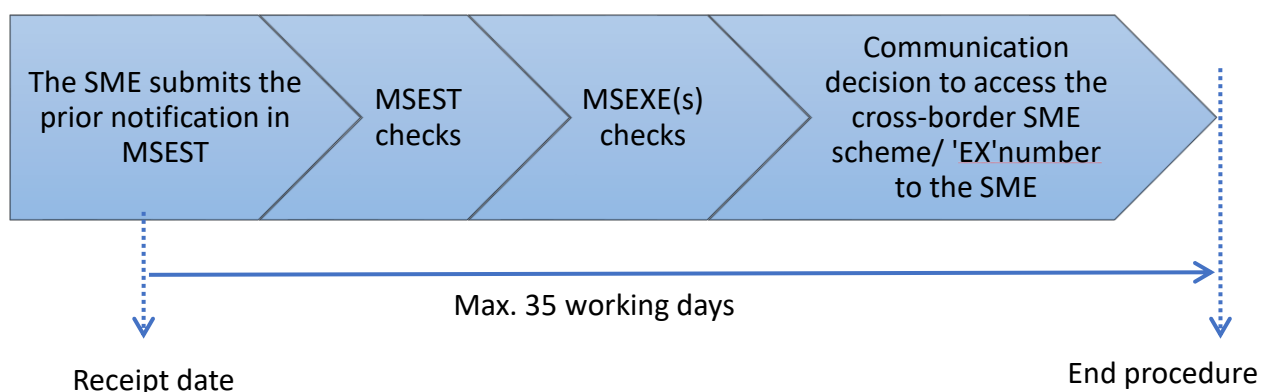 The SME submits the
prior notification in
MSEST
MSEST
checks
MSEXE(s)
checks
Communication
decision to access the
cross-border SME
scheme/ 'EX'number
to the SME
Max. 35 working days
Receipt date
End procedure